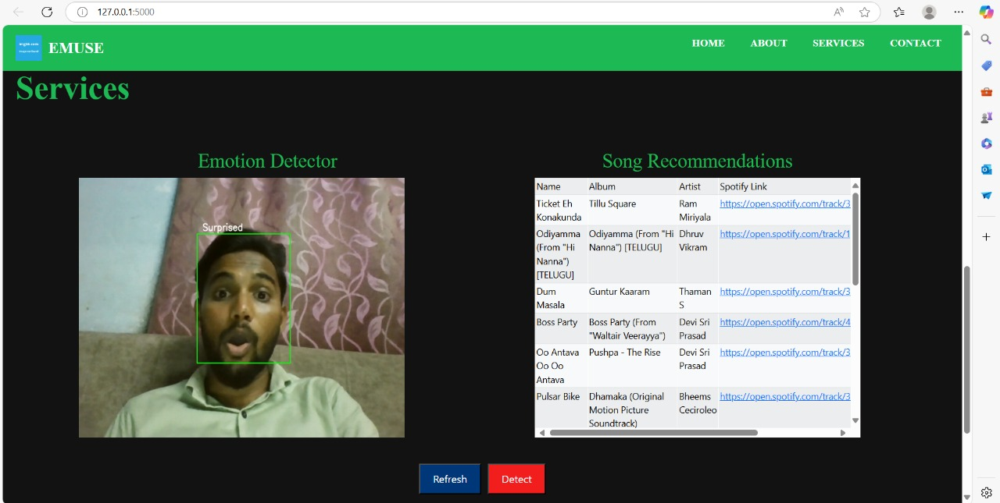 127.0.0.1:5000
EMUSE
HOME
ABOUT
SERVICES
CONTACT
Services
Emotion Detector
Surprised
Song Recommendations
Name Album Artist Spotify Link
Ticket Eh Tillu Square Ram https://open.spotify.com/track/3
Konakunda Miriyala
Odiyamma Odiyamma (From "Hi Dhruv https://open.spotify.com/track/1
(From "Hi Nanna") [TELUGU] Vikram
Nanna")
[TELUGU]
Dum Guntur Kaaram Thaman https://open.spotify.com/track/3
Masala S
Boss Party Boss Party (From Devi Sri https://open.spotify.com/track/4
"Waltair Veerayya") Prasad
Oo Antava Pushpa - The Rise Devi Sri https://open.spotify.com/track/3
Oo Oo Prasad
Antava
Pulsar Bike Dhamaka (Original Bheems https://open.spotify.com/track/3
Motion Picture Ceciroleo
Soundtrack)
Refresh
Detect